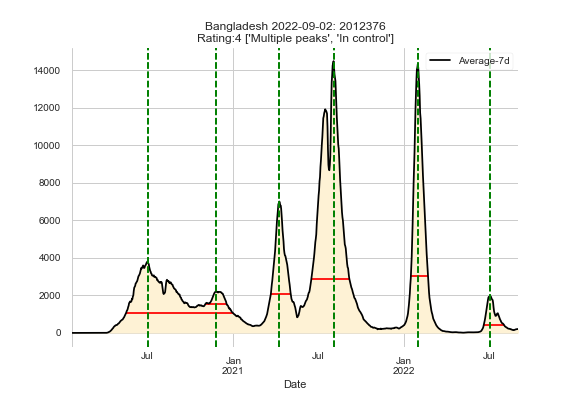 Bangladesh 2022-09-02: 2012376
Rating:4 ['Multiple peaks', 'In control']
Average-7d
14000
12000
10000
8000
6000
4000
2000
0
Jul
Jan
2021
Jul
Jan
2022
Jul
Date